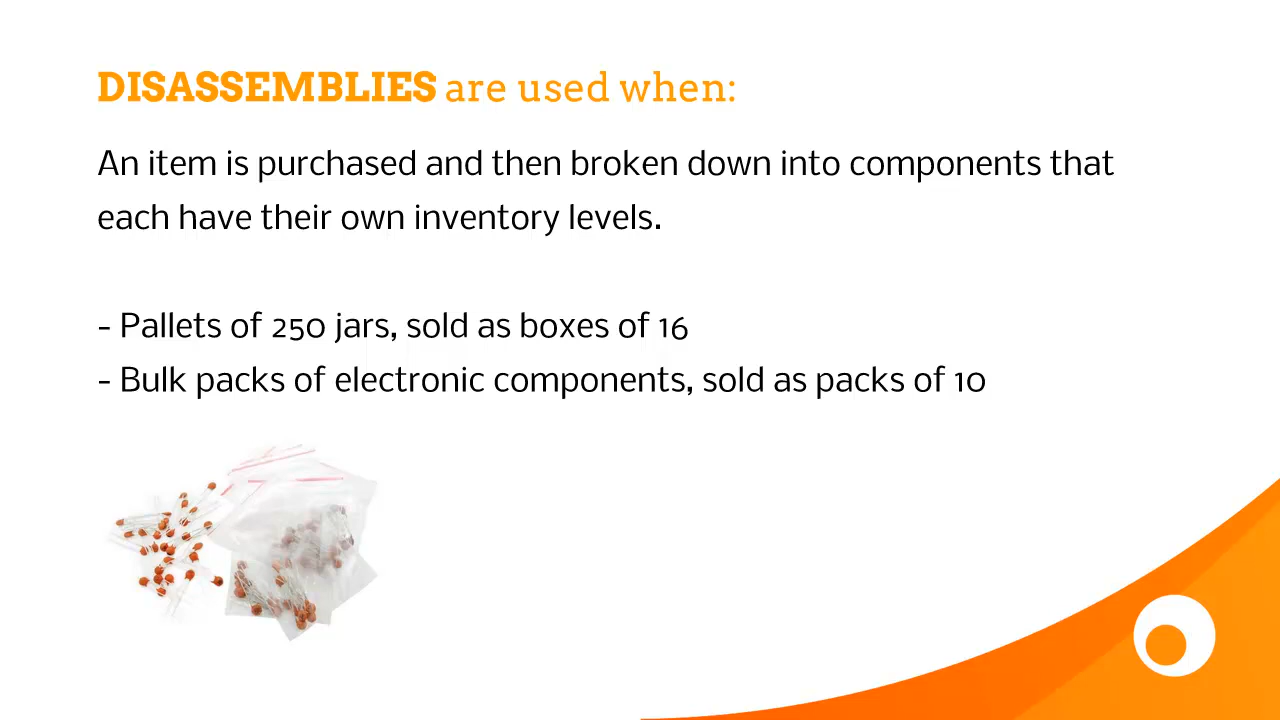 DISASSEMBLIES are used when:
An item is purchased and then broken down into components that
each have their own inventory levels.
- Pallets of 250 jars, sold as boxes of 16
- Bulk packs of electronic components, sold as packs of 10